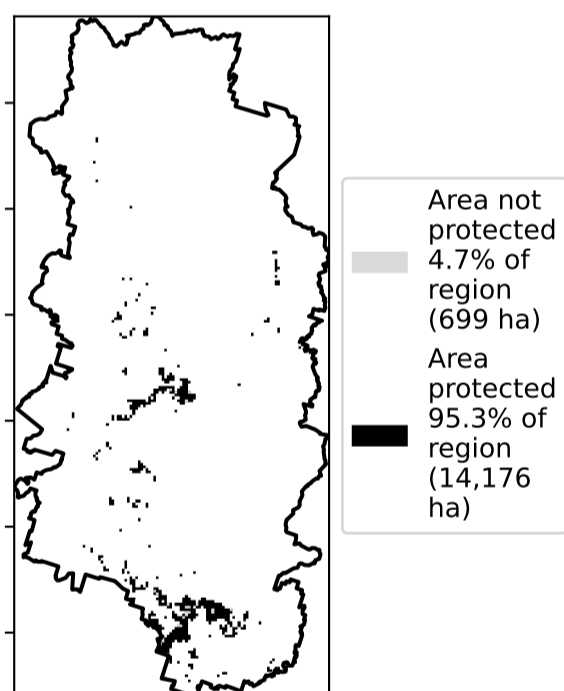 Area not
protected
4.7% of
region
(699 ha)
Area
protected
95.3% of
region
(14,176
ha)